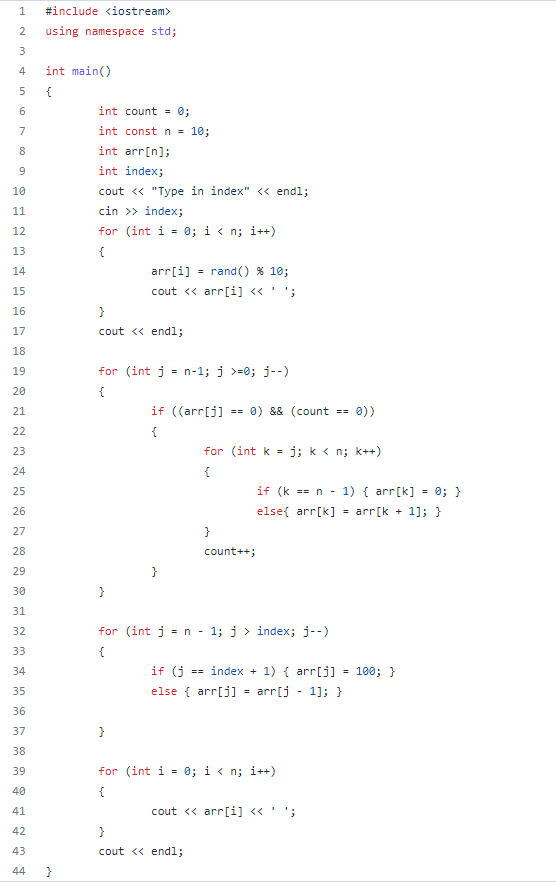 1 #include <iostream>
2 using namespace std;
3
4 int main()
5 {
6 int count = 0;
7 int const n = 10;
8 int arr[n];
9 int index;
10 cout << "Type in index" << endl;
11 cin >> index;
12 for (int i = 0; i < n; i++)
13 {
14 arr[i] = rand() % 10;
15 cout << arr[i] << ' ';
16 }
17 cout << endl;
18
19 for (int j = n-1; j >=0; j--)
20 {
21 if ((arr[j] == 0) && (count == 0))
22 {
23 for (int k = j; k < n; k++)
24 {
25 if (k == n - 1) { arr[k] = 0; }
26 else{ arr[k] = arr[k + 1]; }
27 }
28 count++;
29 }
30 }
31
32 for (int j = n - 1; j > index; j--)
33 {
34 if (j == index + 1) { arr[j] = 100; }
35 else { arr[j] = arr[j - 1]; }
36
37 }
38
39 for (int i = 0; i < n; i++)
40 {
41 cout << arr[i] << ' ';
42 }
43 cout << endl;
44 }